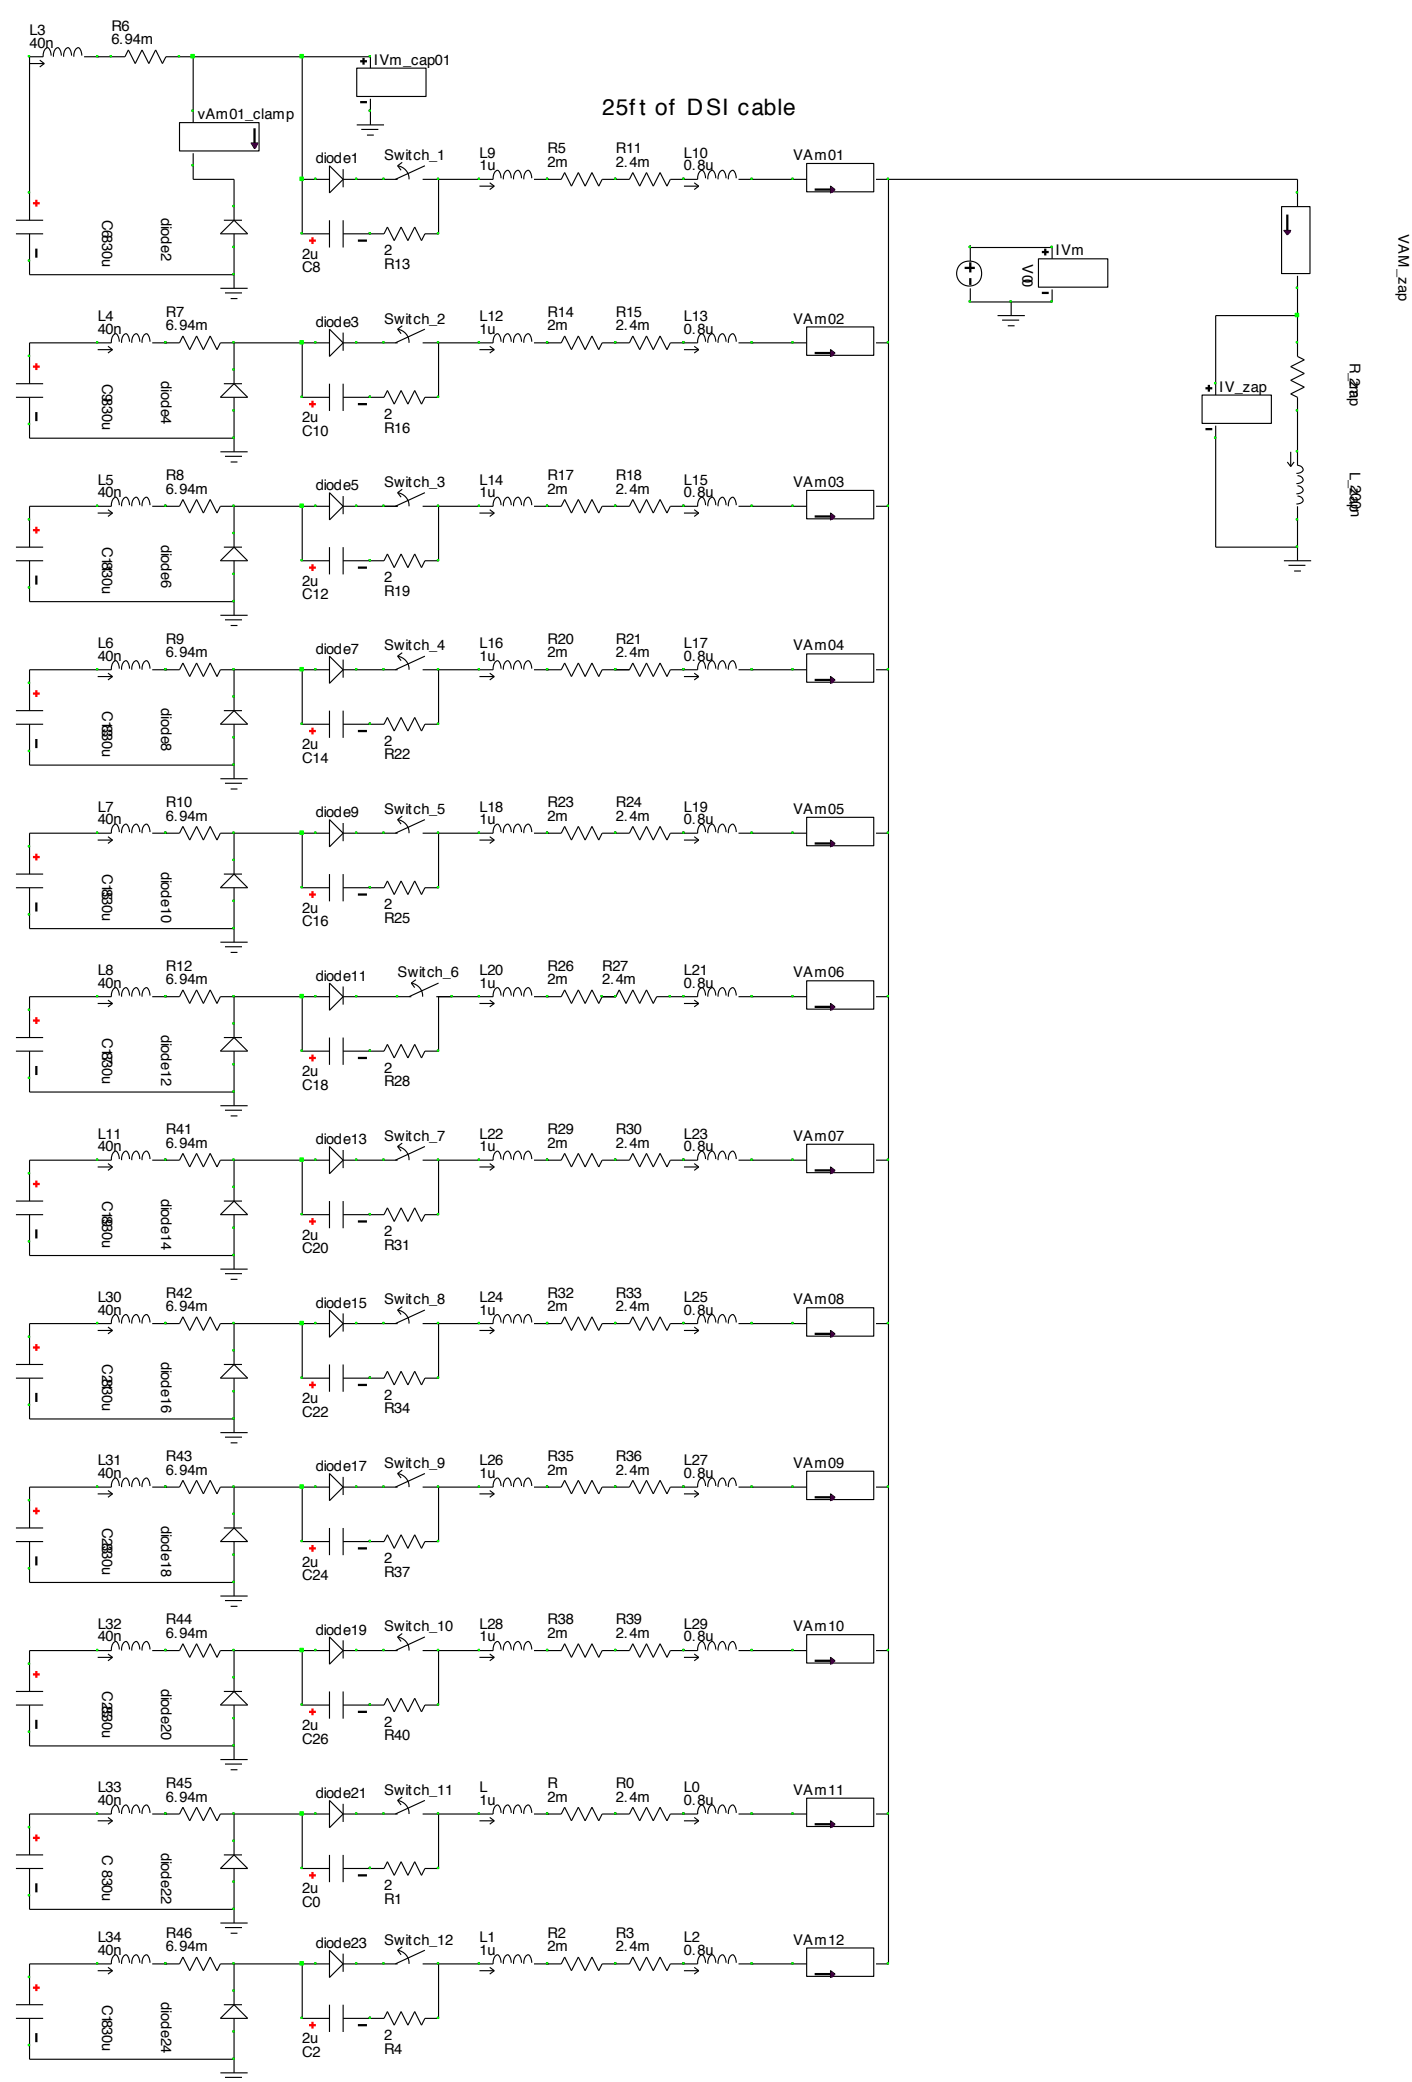 L3
40n
R6
6.94m
IVm_cap01
vAm01_clamp
25ft of DSI cable
diode1
Switch_1
L9
1u
R5
2m
R11
2.4m
L10
0.8u
VAm01
diode2
2u
C8
2
R13
IVm
VAM_zap
L4
40n
R7
6.94m
diode3
Switch_2
L12
1u
R14
2m
R15
2.4m
L13
0.8u
VAm02
diode4
2u
C10
2
R16
IV_zap
L5
40n
R8
6.94m
diode5
Switch_3
L14
1u
R17
2m
R18
2.4m
L15
0.8u
VAm03
diode6
2u
C12
2
R19
L6
40n
R9
6.94m
diode7
Switch_4
L16
1u
R20
2m
R21
2.4m
L17
0.8u
VAm04
diode8
2u
C14
2
R22
L7
40n
R10
6.94m
diode9
Switch_5
L18
1u
R23
2m
R24
2.4m
L19
0.8u
VAm05
diode10
2u
C16
2
R25
L8
40n
R12
6.94m
diode11
Switch_6
L20
1u
R26
2m
R27
2.4m
L21
0.8u
VAm06
diode12
2u
C18
2
R28
L11
40n
R41
6.94m
diode13
Switch_7
L22
1u
R29
2m
R30
2.4m
L23
0.8u
VAm07
diode14
2u
C20
2
R31
L30
40n
R42
6.94m
diode15
Switch_8
L24
1u
R32
2m
R33
2.4m
L25
0.8u
VAm08
diode16
2u
C22
2
R34
L31
40n
R43
6.94m
diode17
Switch_9
L26
1u
R35
2m
R36
2.4m
L27
0.8u
VAm09
diode18
2u
C24
2
R37
L32
40n
R44
6.94m
diode19
Switch_10
L28
1u
R38
2m
R39
2.4m
L29
0.8u
VAm10
diode20
2u
C26
2
R40
L33
40n
R45
6.94m
diode21
Switch_11
L
1u
R
2m
R0
2.4m
L0
0.8u
VAm11
C 830u
diode22
2u
C0
2
R1
L34
40n
R46
6.94m
diode23
Switch_12
L1
1u
R2
2m
R3
2.4m
L2
0.8u
VAm12
diode24
2u
C2
2
R4